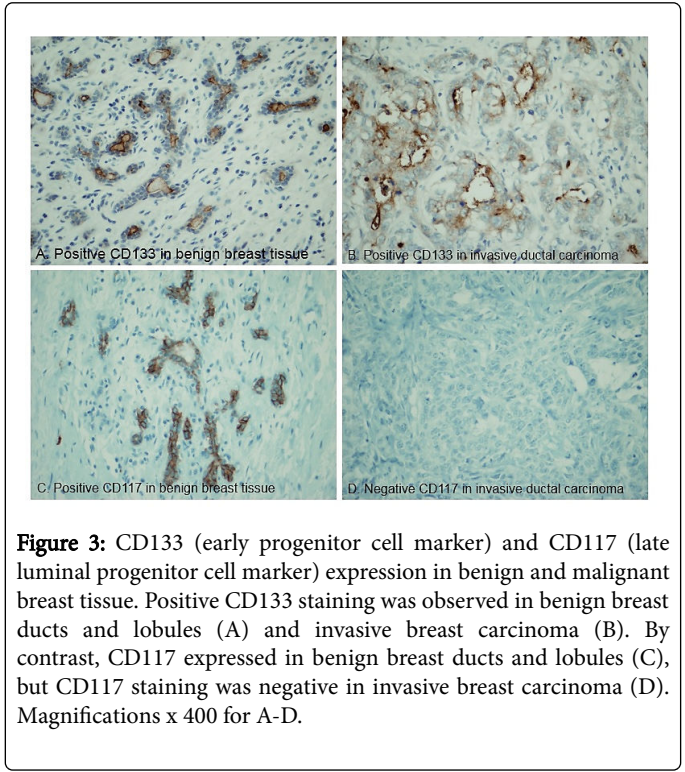 A. Positive CD133 in benign breast tissue
B. Positive CD133 in invasive ductal carcinoma
C. Positive CD117 in benign breast tissue
D. Negative CD117 in invasive ductal carcinoma
Figure 3: CD133 (early progenitor cell marker) and CD117 (late
luminal progenitor cell marker) expression in benign and malignant
breast tissue. Positive CD133 staining was observed in benign breast
ducts and lobules (A) and invasive breast carcinoma (B). By
contrast, CD117 expressed in benign breast ducts and lobules (C),
but CD117 staining was negative in invasive breast carcinoma (D).
Magnifications x 400 for A-D.